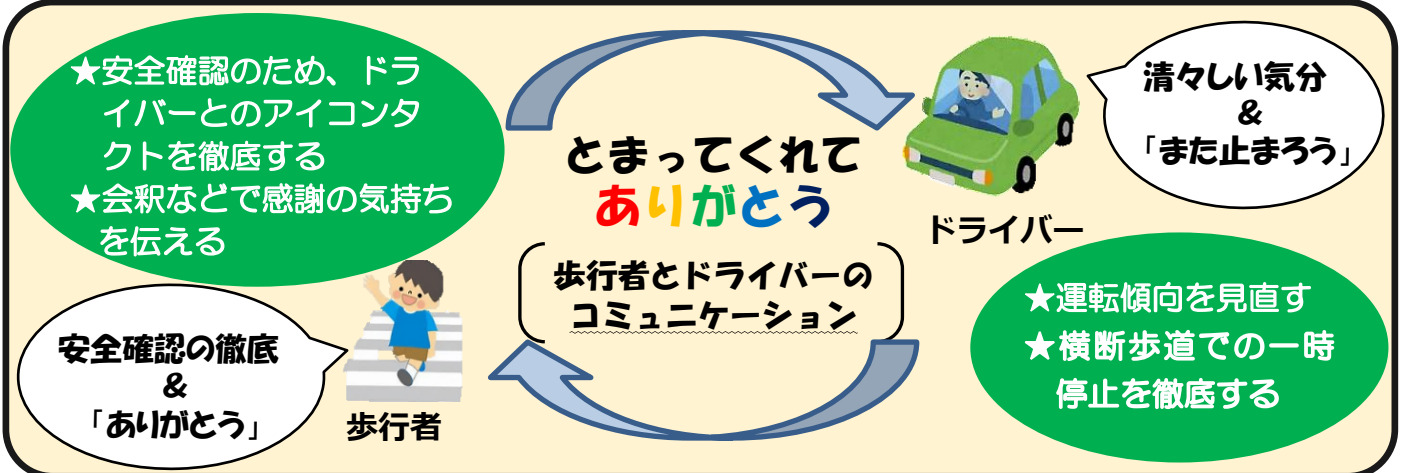 ★安全確認のため、ドラ
イバーとのアイコンタ
クトを徹底する
★会釈などで感謝の気持ち
を伝える
安全確認の徹底
&
「ありがとう」
歩行者
とまってくれて
ありがとう
歩行者とドライバーの
コミュニケーション
ドライバー
清々しい気分
&
「また止まろう」
★運転傾向を見直す
★横断歩道での一時
停止を徹底する